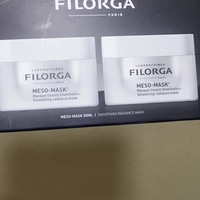 FILORGA
PARIS
LABORATOIRES
FILORGA
MESO-MASK®
Masque lissant illuminateur
Smoothing radiance mask
LABORATOIRES
FILORGA
MESO-MASK®
Masque lissant illuminateur
Smoothing radiance mask
MESO-MASK 50ML / SMOOTHING RADIANCE MASK